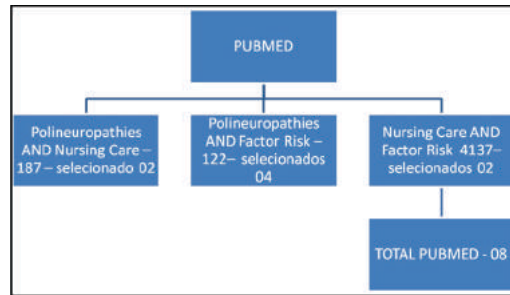 PUBMED
Polineuropathies
AND Nursing Care –
187– selecionado 02
Polineuropathies
AND Factor Risk –
122– selecionados
04
Nursing Care AND
Factor Risk 4137–
selecionados 02
TOTAL PUBMED - 08